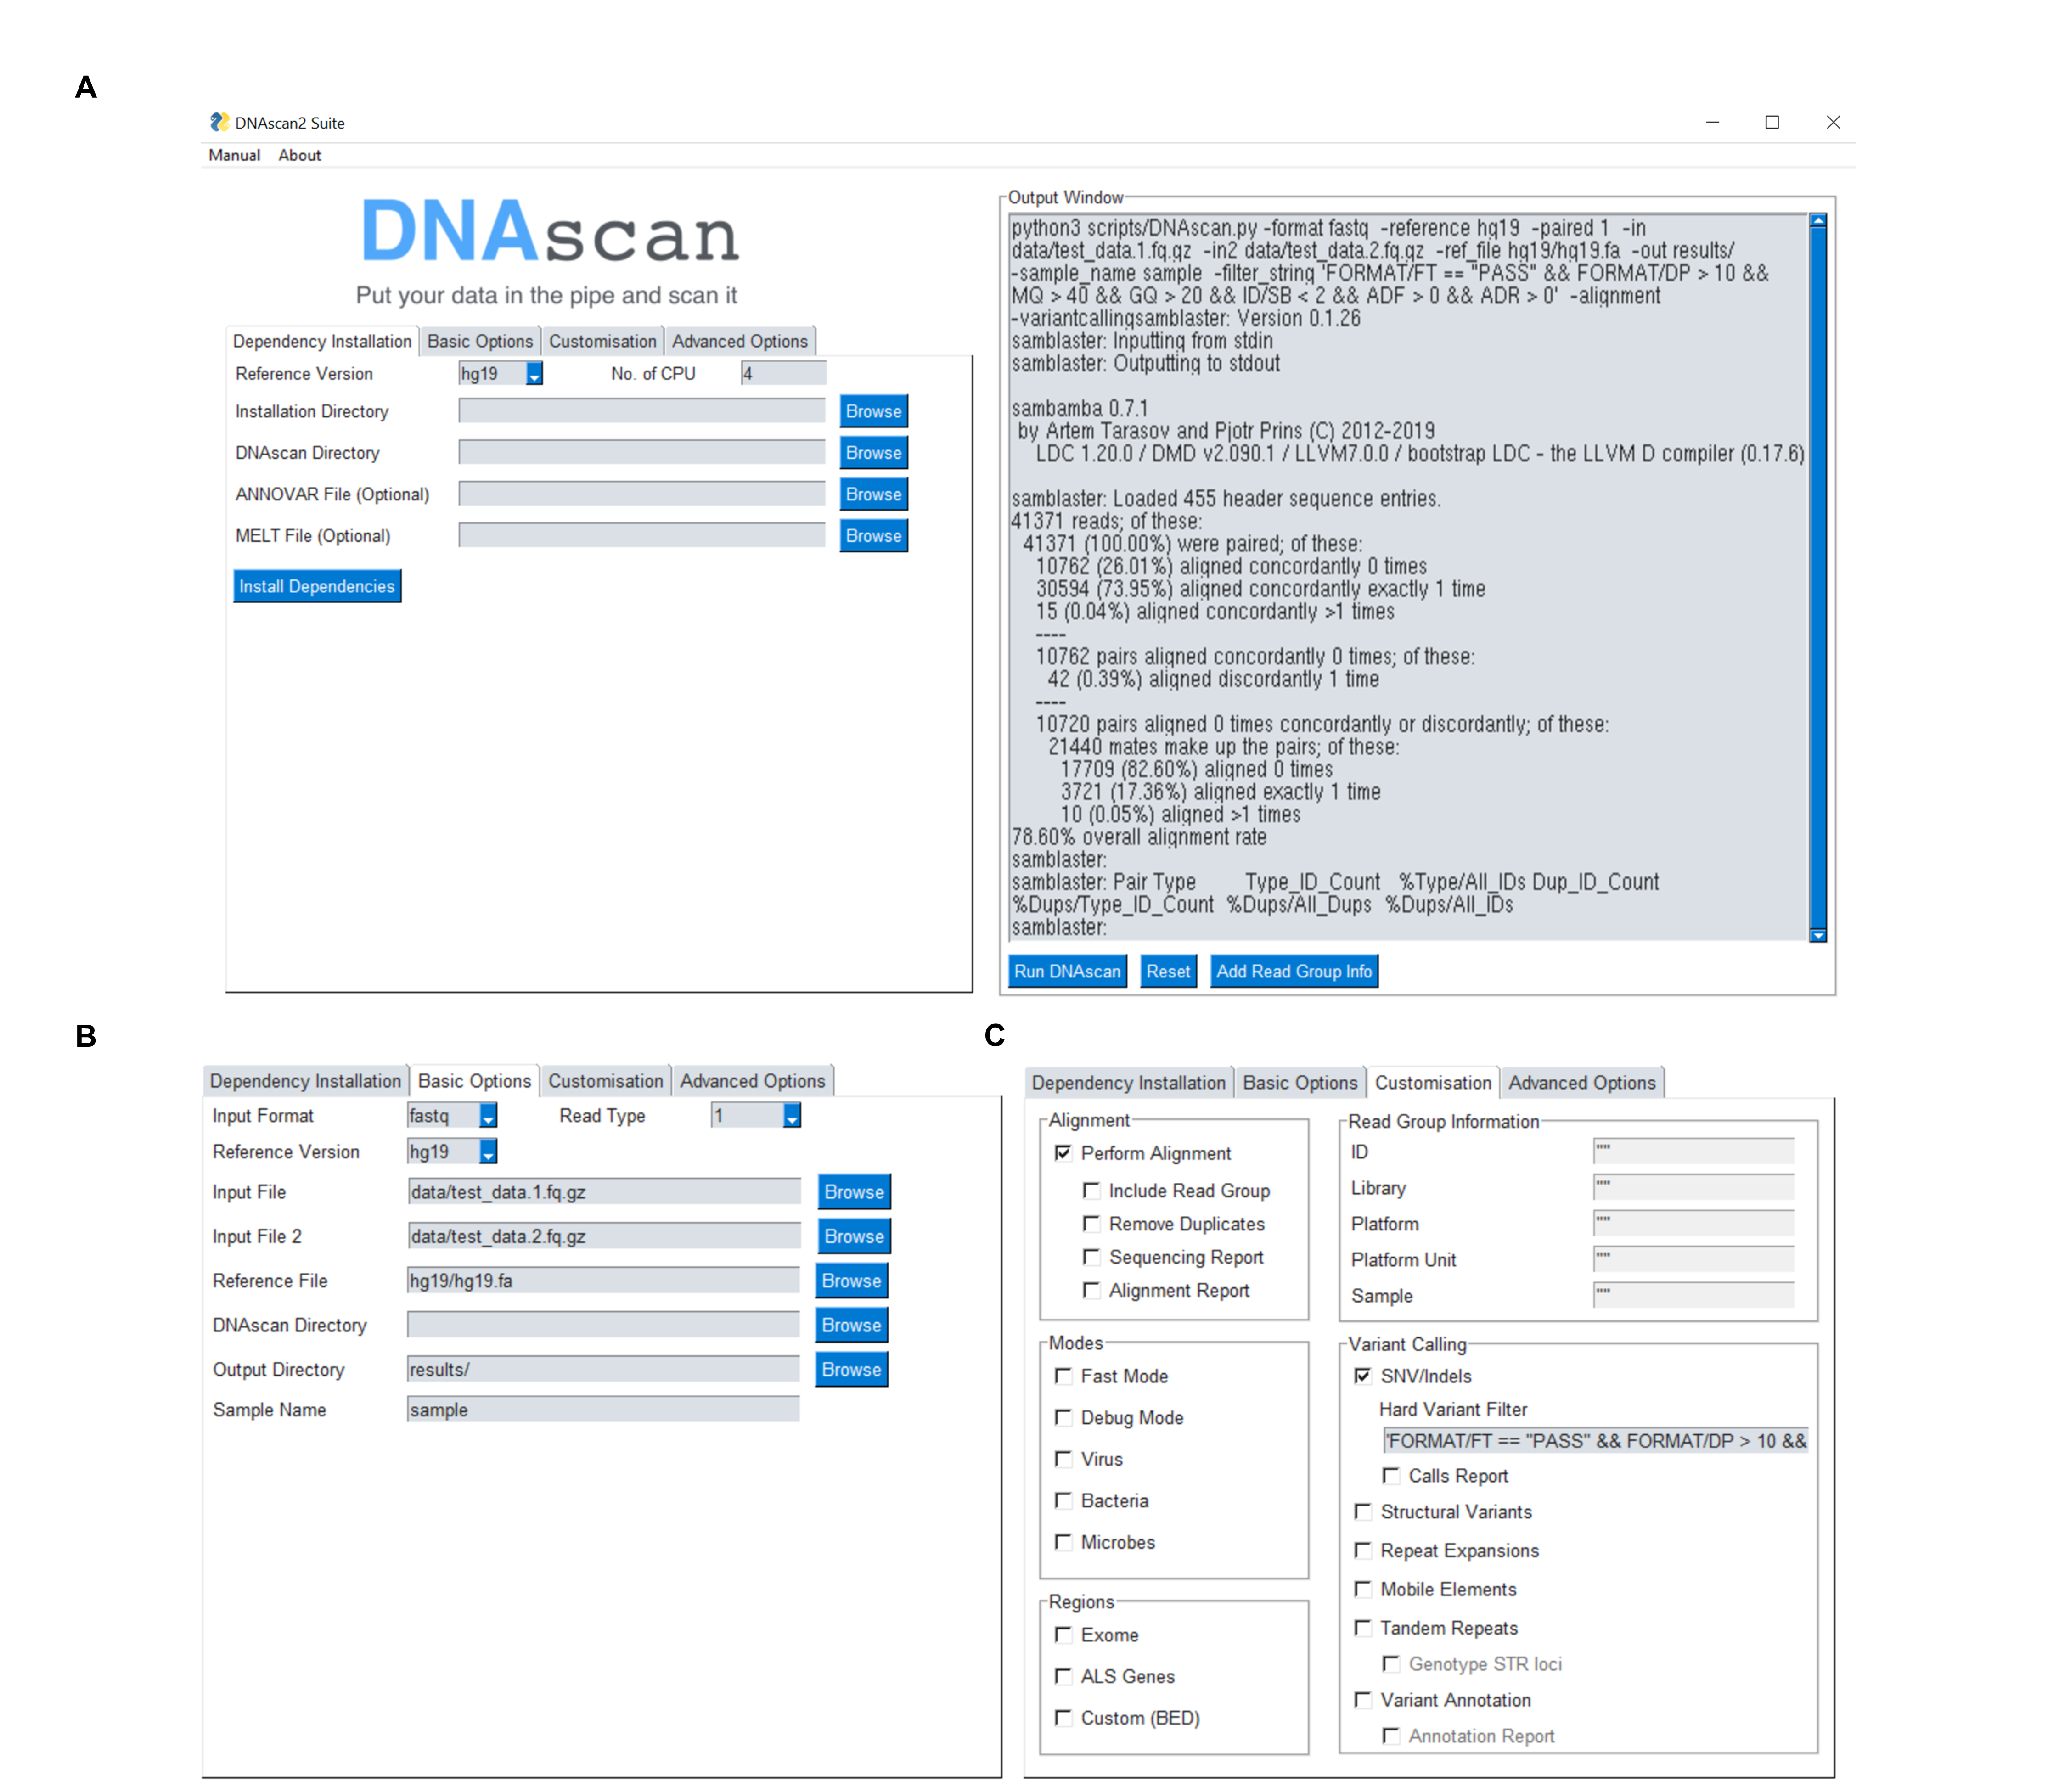 A
DNAscan2 Suite
Manual About
DNAscan
Put your data in the pipe and scan it
Dependency Installation Basic Options Customisation Advanced Options
Reference Version hg19 No. of CPU 4
Installation Directory Browse
DNAscan Directory Browse
ANNOVAR File (Optional) Browse
MELT File (Optional) Browse
Install Dependencies
Output Window
python3 scripts/DNAscan.py -format fastq -reference hg19 -paired 1 -in
data/test_data.1.fq.gz -in2 data/test_data.2.fq.gz -ref_file hg19/hg19.fa -out results/
-sample_name sample -filter_string 'FORMAT/FT == "PASS" && FORMAT/DP > 10 &&
MQ > 40 && GQ > 20 && ID/SB < 2 && ADF > 0 && ADR > 0' -alignment
-variantcallingsamblaster: Version 0.1.26
samblaster: Inputting from stdin
samblaster: Outputting to stdout
sambamba 0.7.1
by Artem Tarasov and Pjotr Prins (C) 2012-2019
LDC 1.20.0 / DMD v2.090.1 / LLVM7.0.0 / bootstrap LDC - the LLVM D compiler (0.17.6)
samblaster: Loaded 455 header sequence entries.
41371 reads; of these:
41371 (100.00%) were paired; of these:
10762 (26.01%) aligned concordantly 0 times
30594 (73.95%) aligned concordantly exactly 1 time
15 (0.04%) aligned concordantly >1 times
----
10762 pairs aligned concordantly 0 times; of these:
42 (0.39%) aligned discordantly 1 time
----
10720 pairs aligned 0 times concordantly or discordantly; of these:
21440 mates make up the pairs; of these:
17709 (82.60%) aligned 0 times
3721 (17.36%) aligned exactly 1 time
10 (0.05%) aligned >1 times
78.60% overall alignment rate
samblaster:
samblaster: Pair Type Type_ID_Count %Type/All_IDs Dup_ID_Count
%Dups/Type_ID_Count %Dups/All_Dups %Dups/All_IDs
samblaster:
Run DNAscan Reset Add Read Group Info
B
Dependency Installation Basic Options Customisation Advanced Options
Input Format fastq Read Type 1
Reference Version hg19
Input File data/test_data.1.fq.gz Browse
Input File 2 data/test_data.2.fq.gz Browse
Reference File hg19/hg19.fa Browse
DNAscan Directory Browse
Output Directory results/ Browse
Sample Name sample
C
Dependency Installation Basic Options Customisation Advanced Options
Alignment
Perform Alignment
Include Read Group
Remove Duplicates
Sequencing Report
Alignment Report
Modes
Fast Mode
Debug Mode
Virus
Bacteria
Microbes
Regions
Exome
ALS Genes
Custom (BED)
Read Group Information
ID ""
Library ""
Platform ""
Platform Unit ""
Sample ""
Variant Calling
SNV/Indels
Hard Variant Filter
'FORMAT/FT == "PASS" && FORMAT/DP > 10 &&
Calls Report
Structural Variants
Repeat Expansions
Mobile Elements
Tandem Repeats
Genotype STR loci
Variant Annotation
Annotation Report